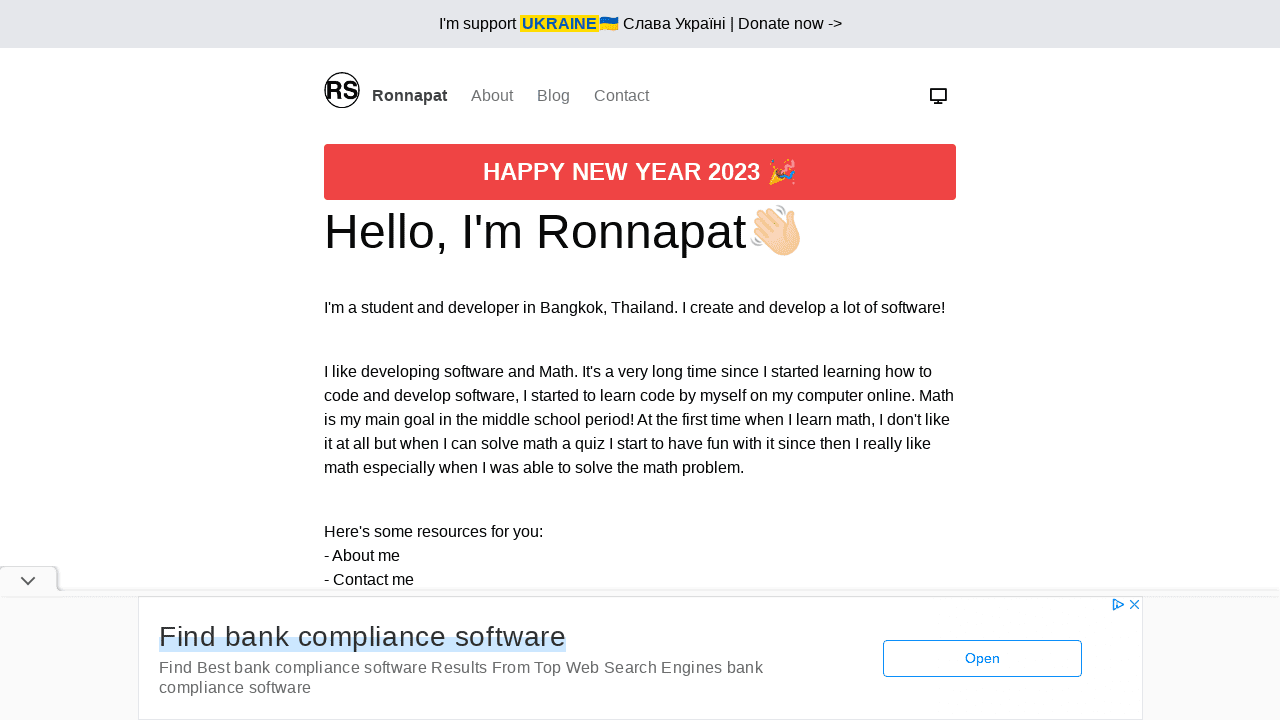 I'm support UKRAINE🇺🇦 Слава Україні | Donate now ->
RS Ronnapat About Blog Contact
HAPPY NEW YEAR 2023 🎉
Hello, I'm Ronnapat👋🏻
I'm a student and developer in Bangkok, Thailand. I create and develop a lot of software!
I like developing software and Math. It's a very long time since I started learning how to
code and develop software, I started to learn code by myself on my computer online. Math
is my main goal in the middle school period! At the first time when I learn math, I don't like
it at all but when I can solve math a quiz I start to have fun with it since then I really like
math especially when I was able to solve the math problem.
Here's some resources for you:
- About me
- Contact me
Find bank compliance software
Find Best bank compliance software Results From Top Web Search Engines bank
compliance software
Open